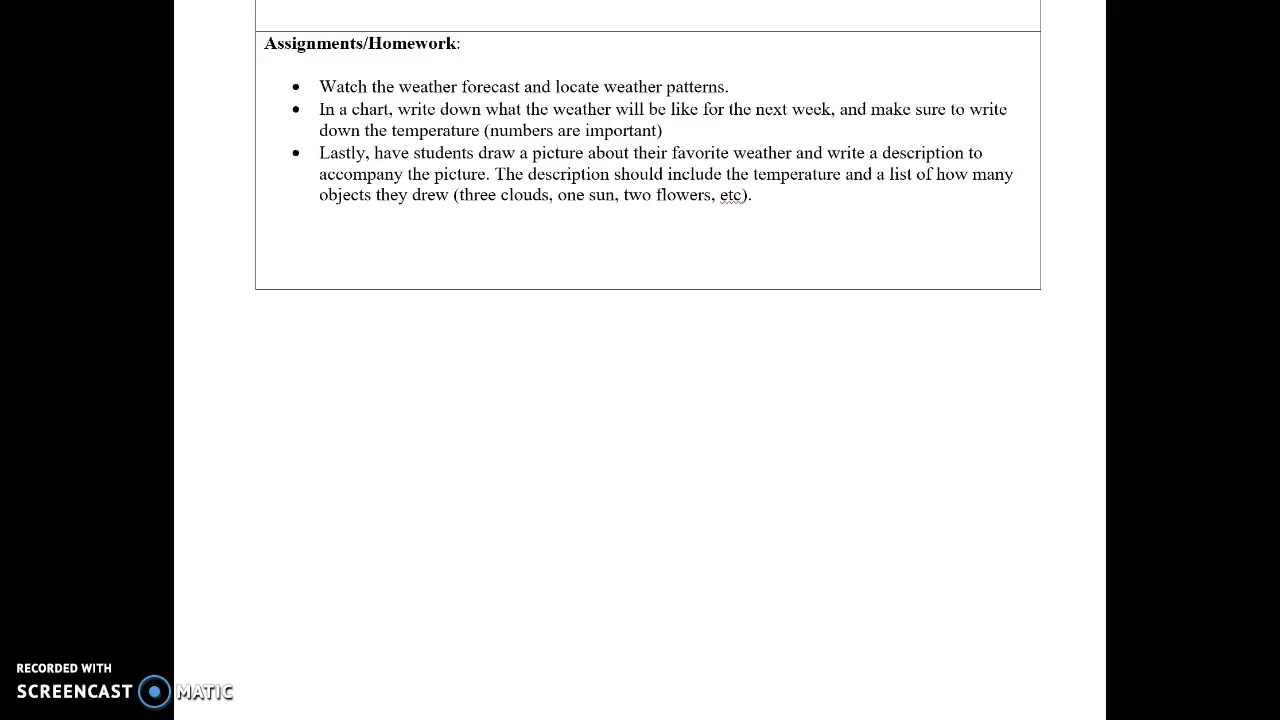 Assignments/Homework:
• Watch the weather forecast and locate weather patterns.
• In a chart, write down what the weather will be like for the next week, and make sure to write
down the temperature (numbers are important)
• Lastly, have students draw a picture about their favorite weather and write a description to
accompany the picture. The description should include the temperature and a list of how many
objects they drew (three clouds, one sun, two flowers, etc).
RECORDED WITH
SCREENCAST MATIC